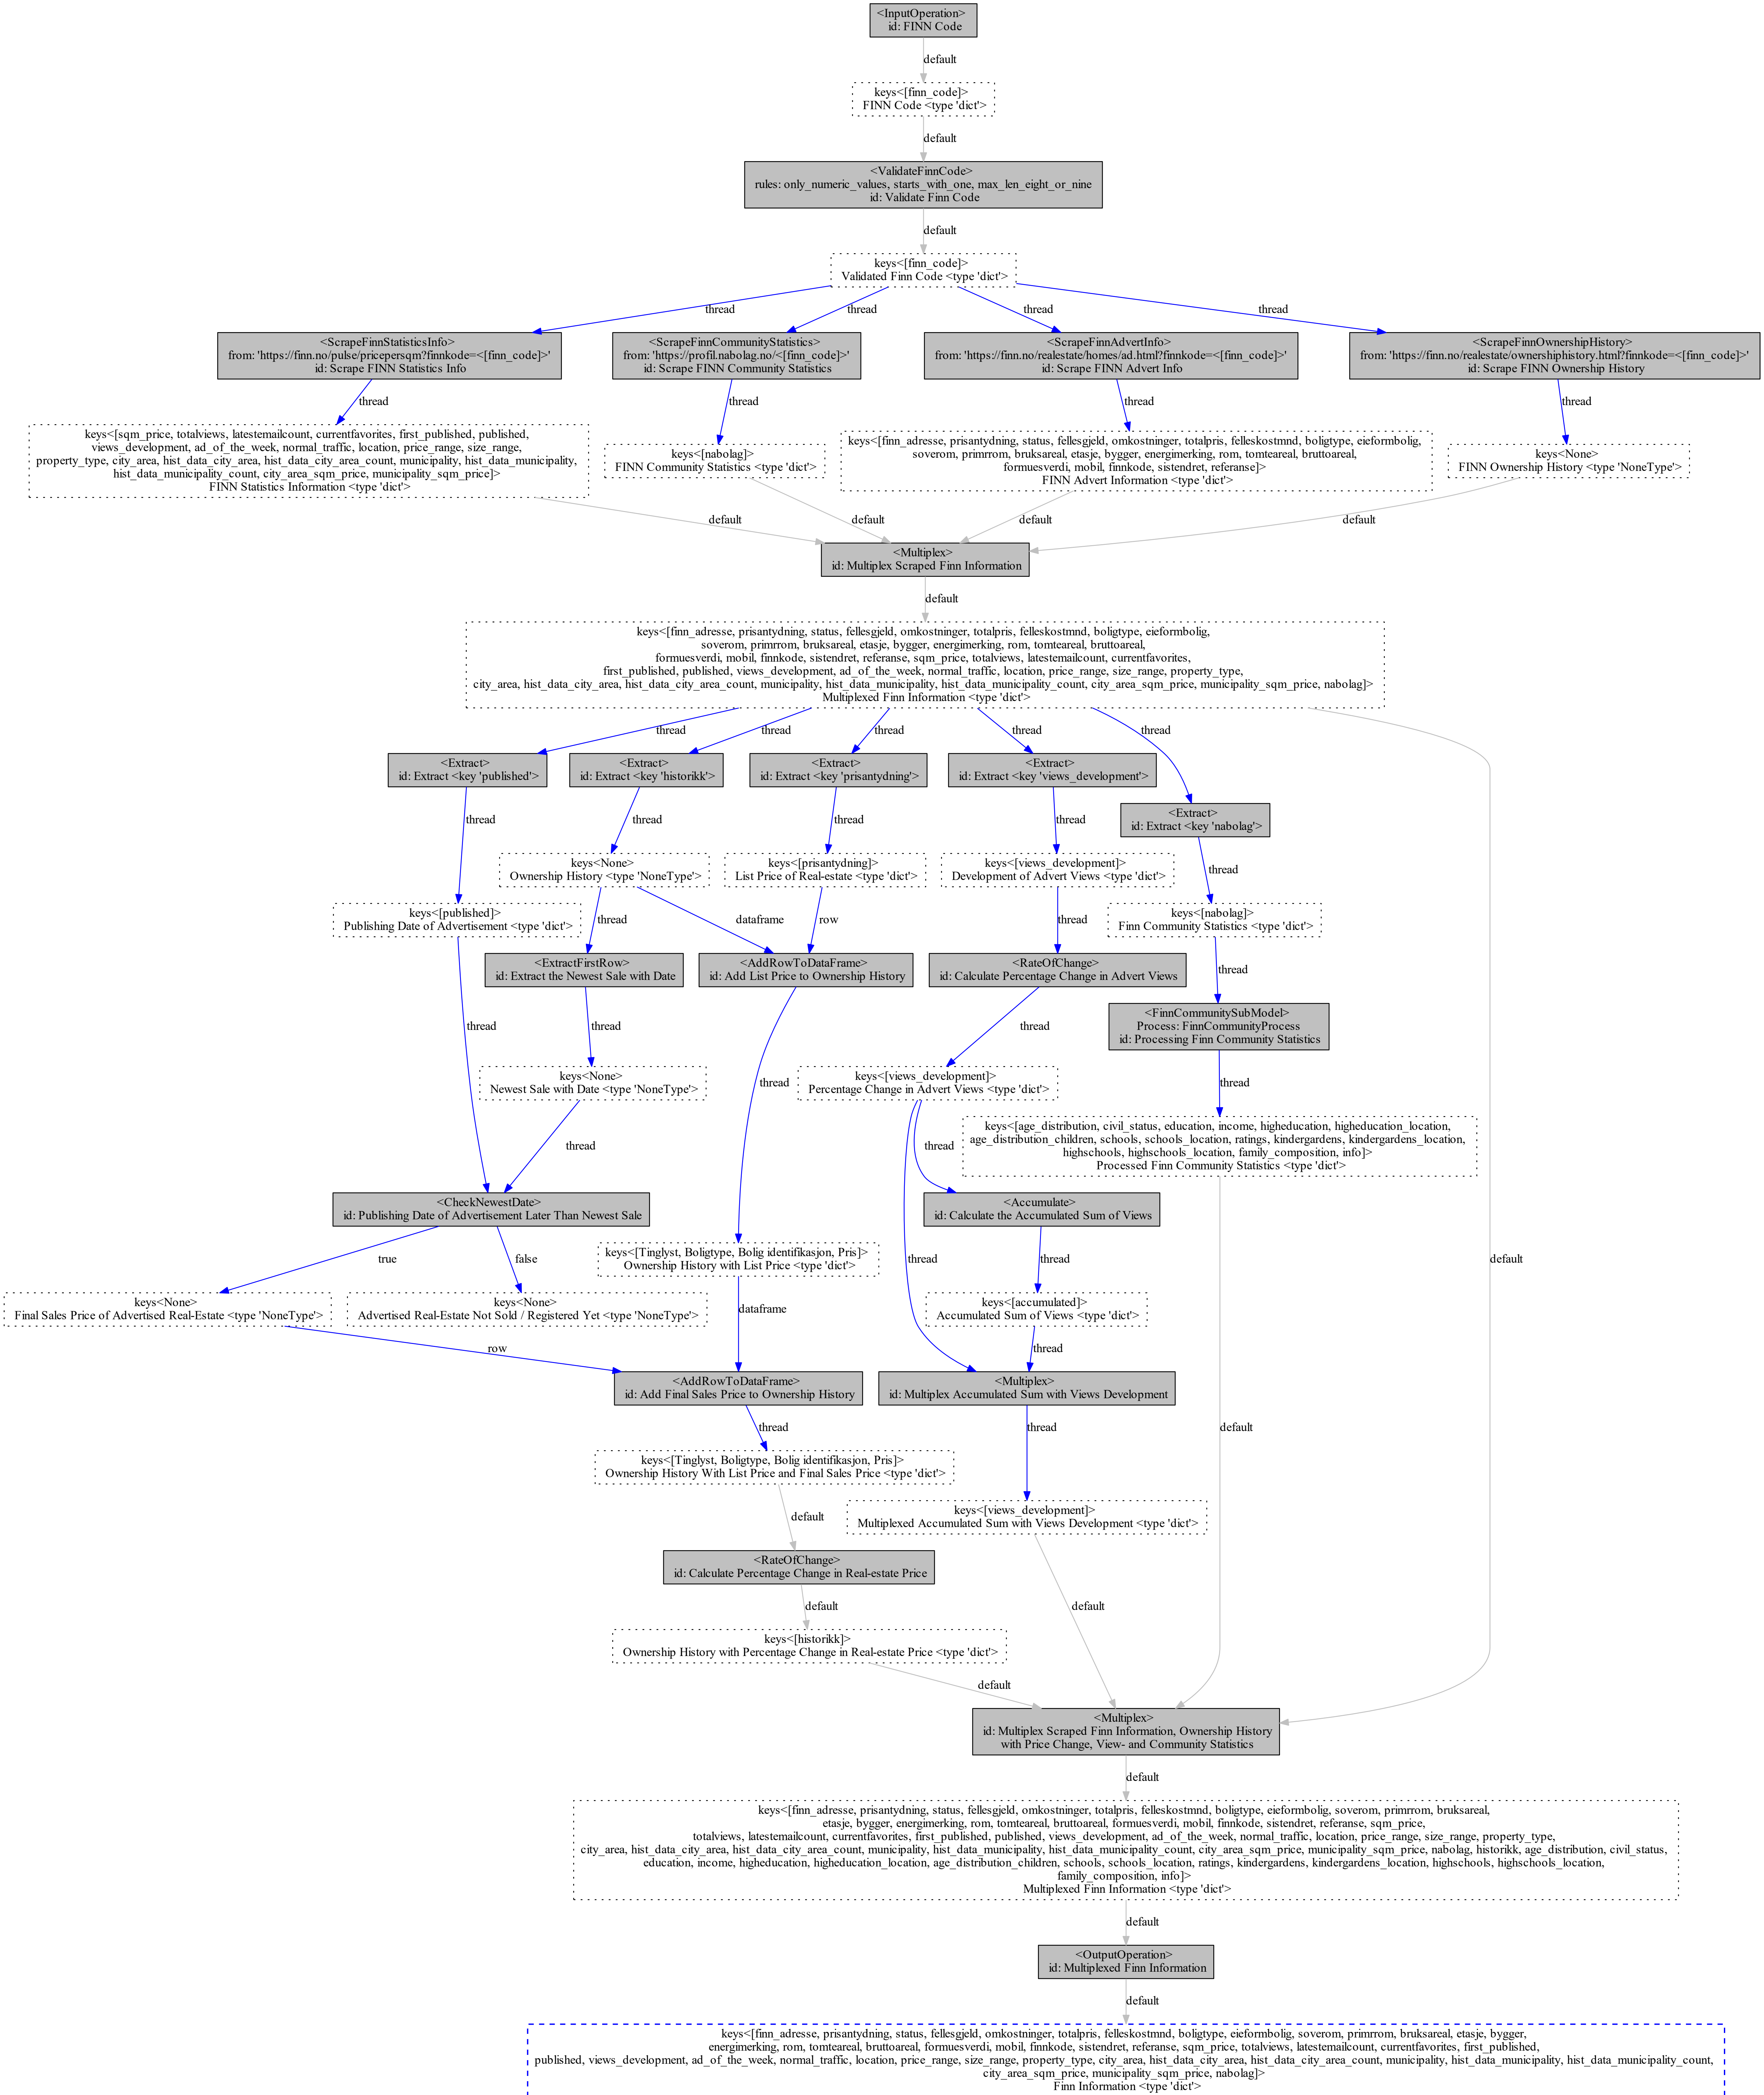 <InputOperation>
id: FINN Code
default
keys<[finn_code]>
FINN Code <type 'dict'>
default
<ValidateFinnCode>
rules: only_numeric_values, starts_with_one, max_len_eight_or_nine
id: Validate Finn Code
default
keys<[finn_code]>
Validated Finn Code <type 'dict'>
thread
thread
thread
thread
<ScrapeFinnStatisticsInfo>
from: 'https://finn.no/pulse/pricepersqm?finnkode=<[finn_code]>'
id: Scrape FINN Statistics Info
<ScrapeFinnCommunityStatistics>
from: 'https://profil.nabolag.no/<[finn_code]>'
id: Scrape FINN Community Statistics
<ScrapeFinnAdvertInfo>
from: 'https://finn.no/realestate/homes/ad.html?finnkode=<[finn_code]>'
id: Scrape FINN Advert Info
<ScrapeFinnOwnershipHistory>
from: 'https://finn.no/realestate/ownershiphistory.html?finnkode=<[finn_code]>'
id: Scrape FINN Ownership History
thread
thread
thread
thread
keys<[sqm_price, totalviews, latestemailcount, currentfavorites, first_published, published,
views_development, ad_of_the_week, normal_traffic, location, price_range, size_range,
property_type, city_area, hist_data_city_area, hist_data_city_area_count, municipality, hist_data_municipality,
hist_data_municipality_count, city_area_sqm_price, municipality_sqm_price]>
FINN Statistics Information <type 'dict'>
keys<[nabolag]>
FINN Community Statistics <type 'dict'>
keys<[finn_adresse, prisantydning, status, fellesgjeld, omkostninger, totalpris, felleskostmnd, boligtype, eieformbolig,
soverom, primrrom, bruksareal, etasje, bygger, energimerking, rom, tomteareal, bruttoareal,
formuesverdi, mobil, finnkode, sistendret, referanse]>
FINN Advert Information <type 'dict'>
keys<None>
FINN Ownership History <type 'NoneType'>
default
default
default
default
<Multiplex>
id: Multiplex Scraped Finn Information
default
keys<[finn_adresse, prisantydning, status, fellesgjeld, omkostninger, totalpris, felleskostmnd, boligtype, eieformbolig,
soverom, primrrom, bruksareal, etasje, bygger, energimerking, rom, tomteareal, bruttoareal,
formuesverdi, mobil, finnkode, sistendret, referanse, sqm_price, totalviews, latestemailcount, currentfavorites,
first_published, published, views_development, ad_of_the_week, normal_traffic, location, price_range, size_range, property_type,
city_area, hist_data_city_area, hist_data_city_area_count, municipality, hist_data_municipality, hist_data_municipality_count, city_area_sqm_price, municipality_sqm_price, nabolag]>
Multiplexed Finn Information <type 'dict'>
thread
thread
thread
thread
thread
<Extract>
id: Extract <key 'published'>
<Extract>
id: Extract <key 'historikk'>
<Extract>
id: Extract <key 'prisantydning'>
<Extract>
id: Extract <key 'views_development'>
<Extract>
id: Extract <key 'nabolag'>
thread
thread
thread
thread
thread
keys<None>
Ownership History <type 'NoneType'>
keys<[prisantydning]>
List Price of Real-estate <type 'dict'>
keys<[views_development]>
Development of Advert Views <type 'dict'>
keys<[published]>
Publishing Date of Advertisement <type 'dict'>
keys<[nabolag]>
Finn Community Statistics <type 'dict'>
thread
dataframe
row
thread
<ExtractFirstRow>
id: Extract the Newest Sale with Date
<AddRowToDataFrame>
id: Add List Price to Ownership History
<RateOfChange>
id: Calculate Percentage Change in Advert Views
thread
<FinnCommunitySubModel>
Process: FinnCommunityProcess
id: Processing Finn Community Statistics
thread
thread
thread
keys<None>
Newest Sale with Date <type 'NoneType'>
thread
keys<[views_development]>
Percentage Change in Advert Views <type 'dict'>
thread
keys<[age_distribution, civil_status, education, income, highereducation, highereducation_location,
age_distribution_children, schools, schools_location, ratings, kindergardens, kindergardens_location,
highschools, highschools_location, family_composition, info]>
Processed Finn Community Statistics <type 'dict'>
thread
thread
<CheckNewestDate>
id: Publishing Date of Advertisement Later Than Newest Sale
<Accumulate>
id: Calculate the Accumulated Sum of Views
true
false
keys<[Tinglyst, Boligtype, Bolig identifikasjon, Pris]>
Ownership History with List Price <type 'dict'>
thread
thread
default
keys<None>
Final Sales Price of Advertised Real-Estate <type 'NoneType'>
keys<None>
Advertised Real-Estate Not Sold / Registered Yet <type 'NoneType'>
dataframe
keys<[accumulated]>
Accumulated Sum of Views <type 'dict'>
row
thread
<AddRowToDataFrame>
id: Add Final Sales Price to Ownership History
<Multiplex>
id: Multiplex Accumulated Sum with Views Development
thread
thread
default
keys<[Tinglyst, Boligtype, Bolig identifikasjon, Pris]>
Ownership History With List Price and Final Sales Price <type 'dict'>
keys<[views_development]>
Multiplexed Accumulated Sum with Views Development <type 'dict'>
default
<RateOfChange>
id: Calculate Percentage Change in Real-estate Price
default
default
keys<[historikk]>
Ownership History with Percentage Change in Real-estate Price <type 'dict'>
default
<Multiplex>
id: Multiplex Scraped Finn Information, Ownership History
with Price Change, View- and Community Statistics
default
keys<[finn_adresse, prisantydning, status, fellesgjeld, omkostninger, totalpris, felleskostmnd, boligtype, eieformbolig, soverom, primrrom, bruksareal,
etasje, bygger, energimerking, rom, tomteareal, bruttoareal, formuesverdi, mobil, finnkode, sistendret, referanse, sqm_price,
totalviews, latestemailcount, currentfavorites, first_published, published, views_development, ad_of_the_week, normal_traffic, location, price_range, size_range, property_type,
city_area, hist_data_city_area, hist_data_city_area_count, municipality, hist_data_municipality, hist_data_municipality_count, city_area_sqm_price, municipality_sqm_price, nabolag, historikk, age_distribution, civil_status,
education, income, higheducation, higheducation_location, age_distribution_children, schools, schools_location, ratings, kindergardens, kindergardens_location, highschools, highschools_location,
family_composition, info]>
Multiplexed Finn Information <type 'dict'>
default
<OutputOperation>
id: Multiplexed Finn Information
default
keys<[finn_adresse, prisantydning, status, fellesgjeld, omkostninger, totalpris, felleskostmnd, boligtype, eieformbolig, soverom, primrrom, bruksareal, etasje, bygger,
energimerking, rom, tomteareal, bruttoareal, formuesverdi, mobil, finnkode, sistendret, referanse, sqm_price, totalviews, latestemailcount, currentfavorites, first_published,
published, views_development, ad_of_the_week, normal_traffic, location, price_range, size_range, property_type, city_area, hist_data_city_area, hist_data_city_area_count, municipality, hist_data_municipality, hist_data_municipality_count,
city_area_sqm_price, municipality_sqm_price, nabolag]>
Finn Information <type 'dict'>